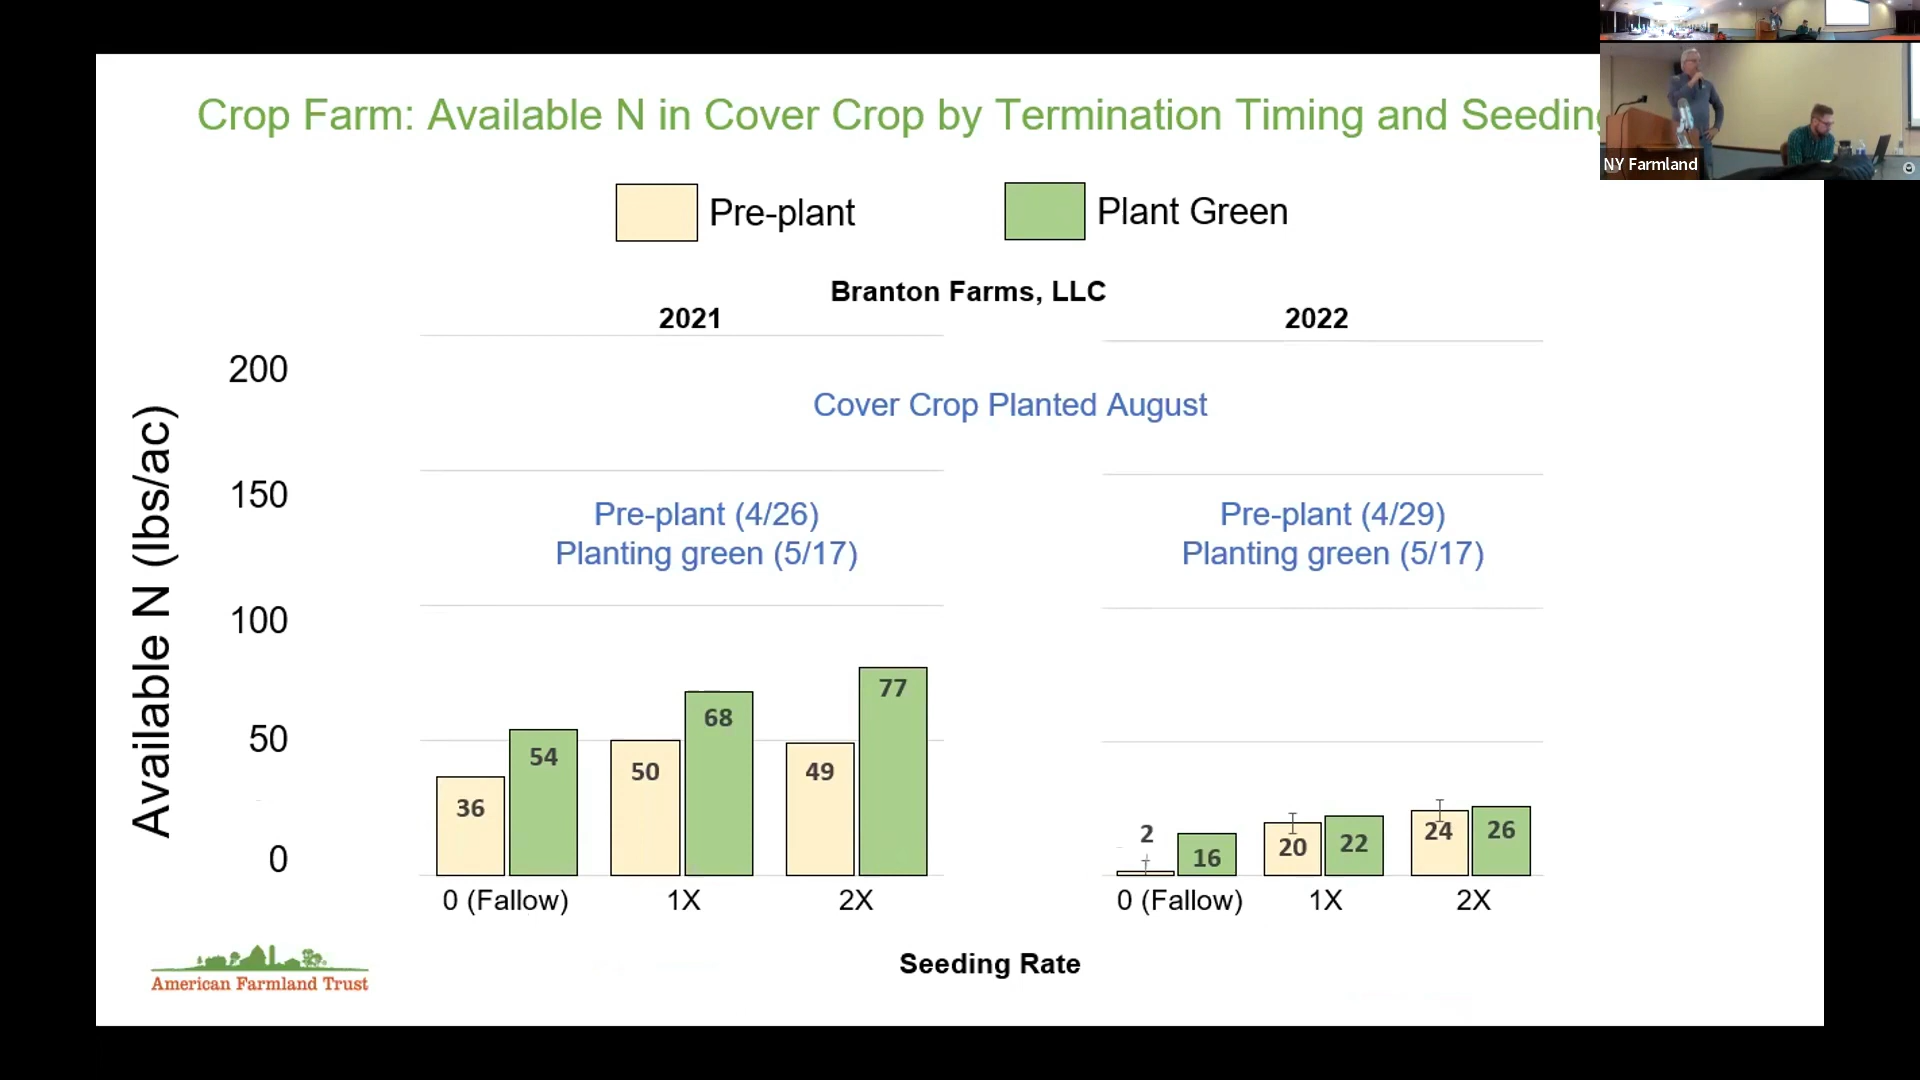 Crop Farm: Available N in Cover Crop by Termination Timing and Seeding
NY Farmland
Pre-plant
Plant Green
Branton Farms, LLC
2021
2022
Cover Crop Planted August
Pre-plant (4/26)
Planting green (5/17)
Pre-plant (4/29)
Planting green (5/17)
Available N (lbs/ac)
200
150
100
50
0
36
54
50
68
49
77
2
16
20
22
24
26
0 (Fallow)
1X
2X
0 (Fallow)
1X
2X
Seeding Rate
American Farmland Trust